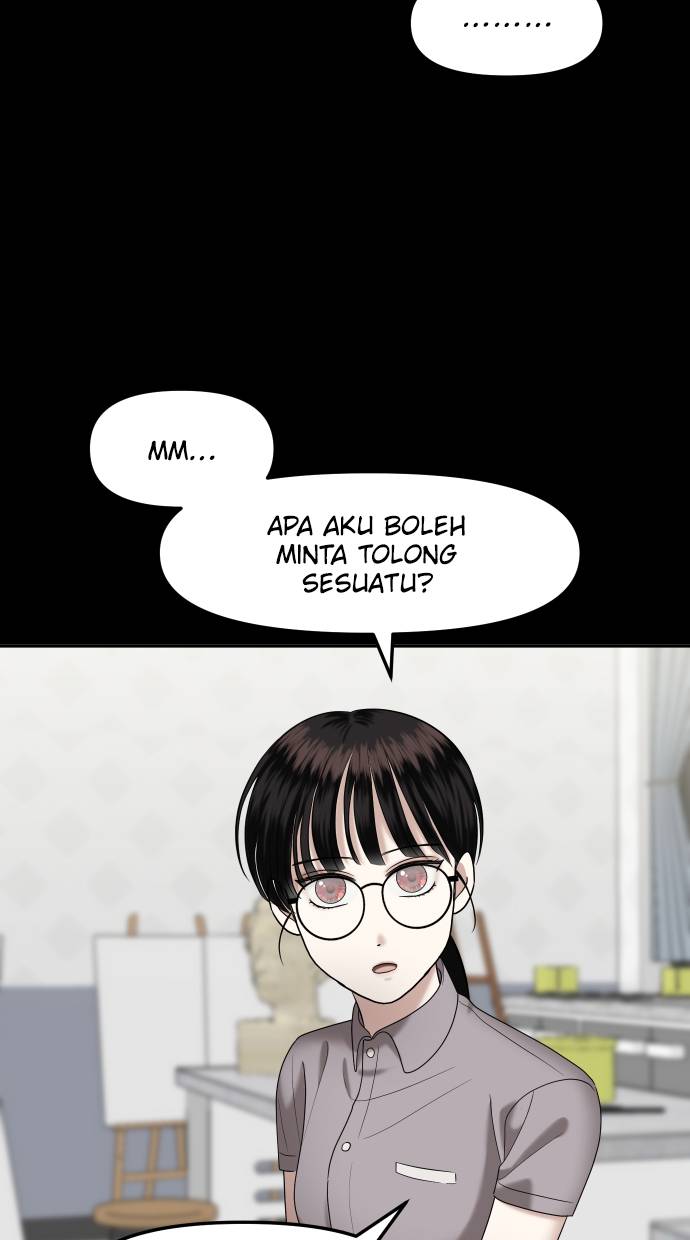 .........
MM...
APA AKU BOLEH
MINTA TOLONG
SESUATU?